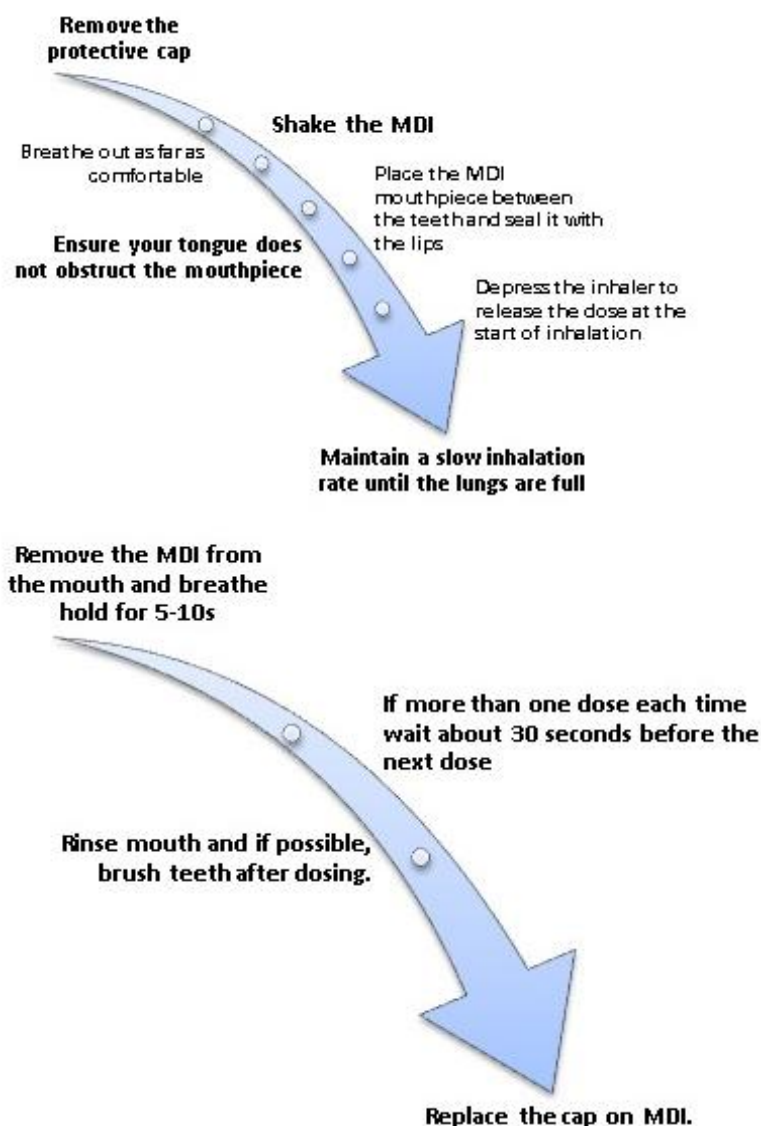 Remove the
protective cap
Shake the MDI
Breathe out as far as
comfortable
Place the MDI
mouthpiece between
the teeth and seal it with
the lips
Ensure your tongue does
not obstruct the mouthpiece
Depress the inhaler to
release the dose at the
start of inhalation
Maintain a slow inhalation
rate until the lungs are full
Remove the MDI from
the mouth and breathe
hold for 5-10s
If more than one dose each time
wait about 30 seconds before the
next dose
Rinse mouth and if possible,
brush teeth after dosing.
Replace the cap on MDI.